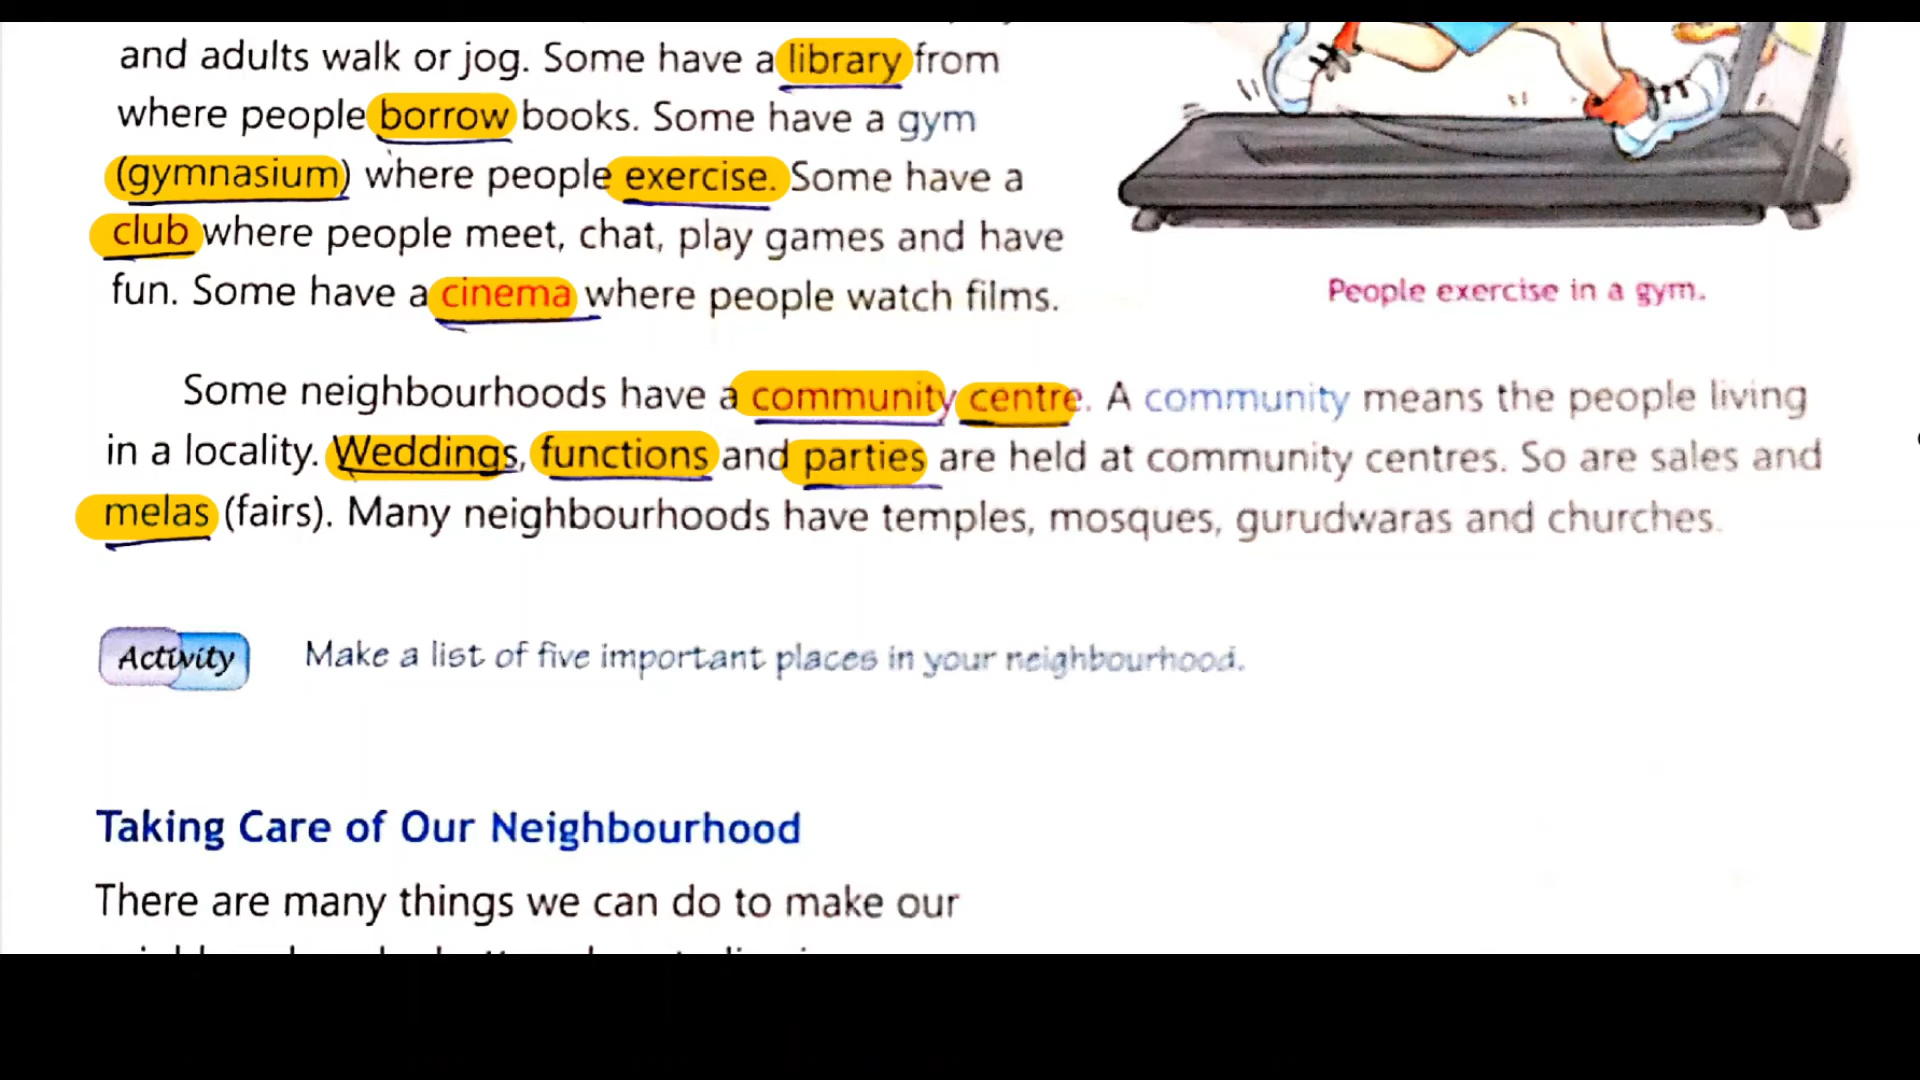 and adults walk or jog. Some have a library from
where people borrow books. Some have a gym
(gymnasium) where people exercise. Some have a
club where people meet, chat, play games and have
fun. Some have a cinema where people watch films.
People exercise in a gym.
Some neighbourhoods have a community centre. A community means the people living
in a locality. Weddings, functions and parties are held at community centres. So are sales and
melas (fairs). Many neighbourhoods have temples, mosques, gurudwaras and churches.
Activity Make a list of five important places in your neighbourhood.
Taking Care of Our Neighbourhood
There are many things we can do to make our